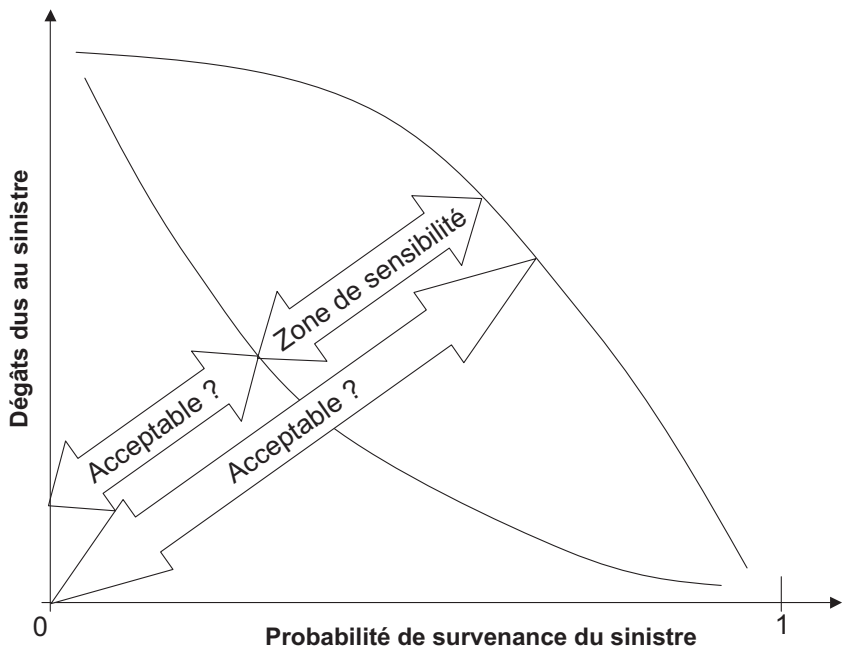 Dégâts dus au sinistre
Zone de sensibilité
Acceptable ?
Acceptable ?
0
1
Probabilité de survenance du sinistre